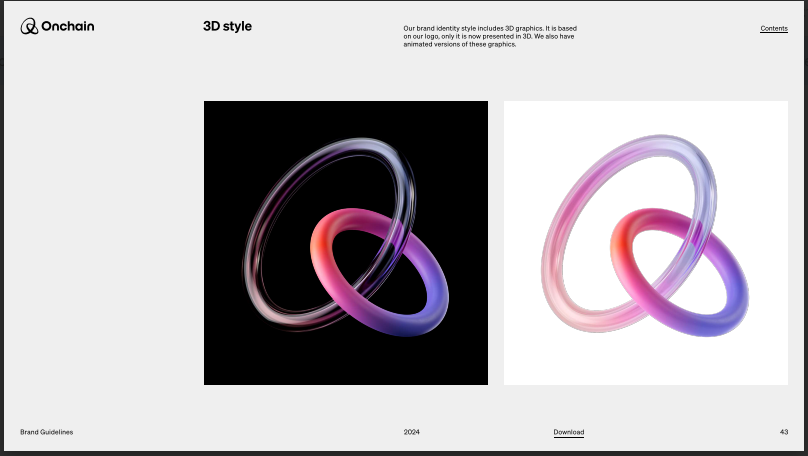 Onchain
3D style
Our brand identity style includes 3D graphics. It is based
on our logo, only it is now presented in 3D. We also have
animated versions of these graphics.
Contents
Brand Guidelines
2024
Download
43